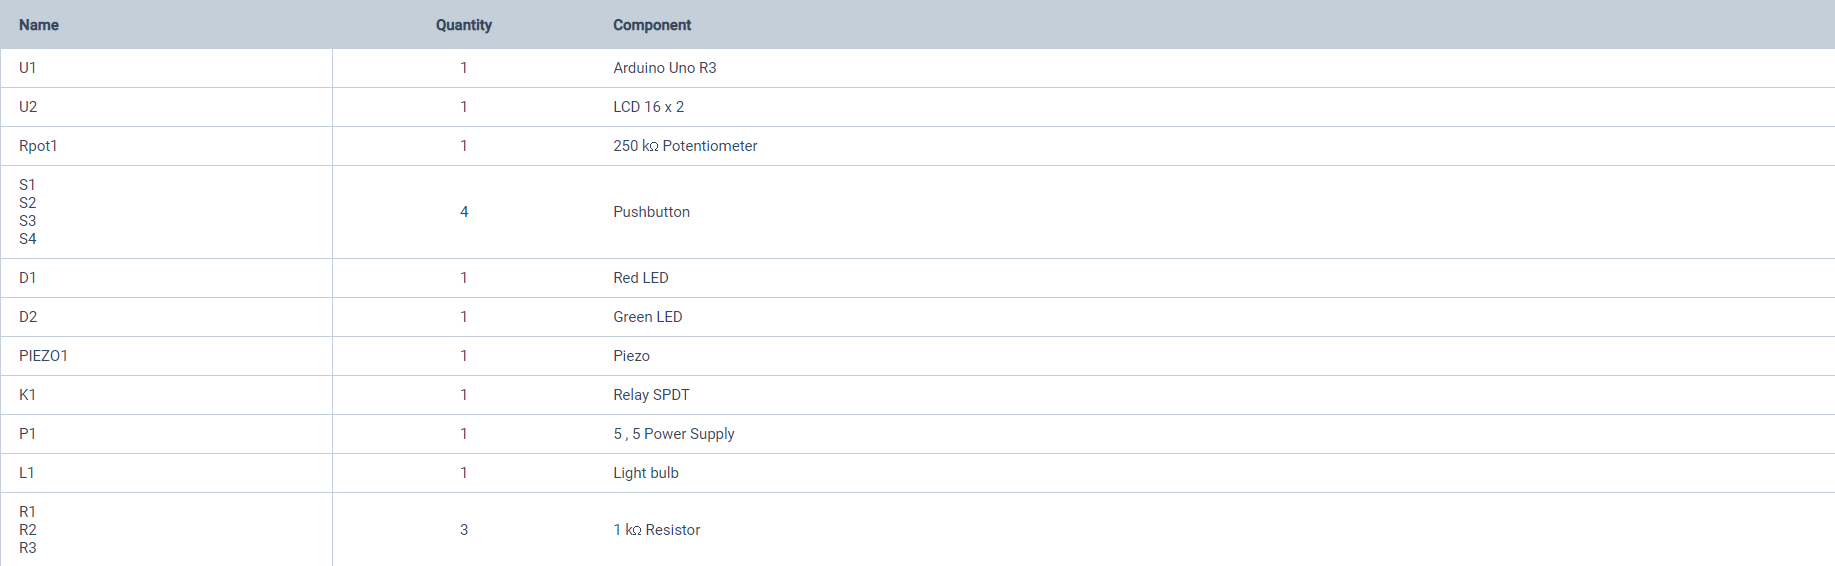 Name Quantity Component
U1 1 Arduino Uno R3
U2 1 LCD 16 x 2
Rpot1 1 250 kΩ Potentiometer
S1
S2
S3
S4
4 Pushbutton
D1 1 Red LED
D2 1 Green LED
PIEZO1 1 Piezo
K1 1 Relay SPDT
P1 1 5 , 5 Power Supply
L1 1 Light bulb
R1
R2
R3
3 1 kΩ Resistor